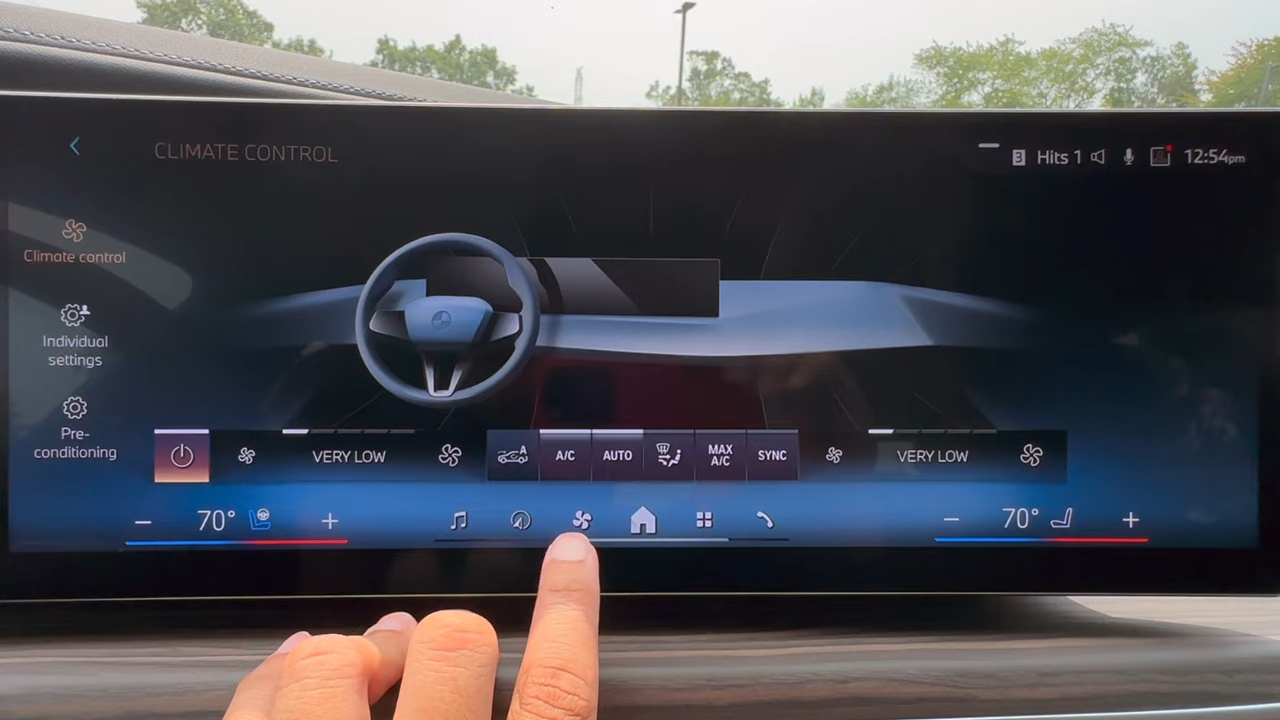 CLIMATE CONTROL
3 Hits 1 12:54pm
Climate control
Individual
settings
Pre-
conditioning
VERY LOW
A
A/C
AUTO
MAX
A/C
SYNC
VERY LOW
− 70° +
− 70° +